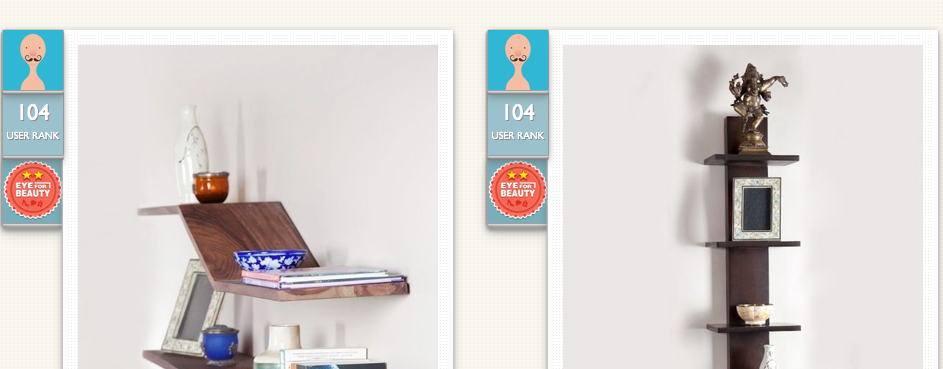 104
USER RANK
EYE FOR
BEAUTY
104
USER RANK
EYE FOR
BEAUTY